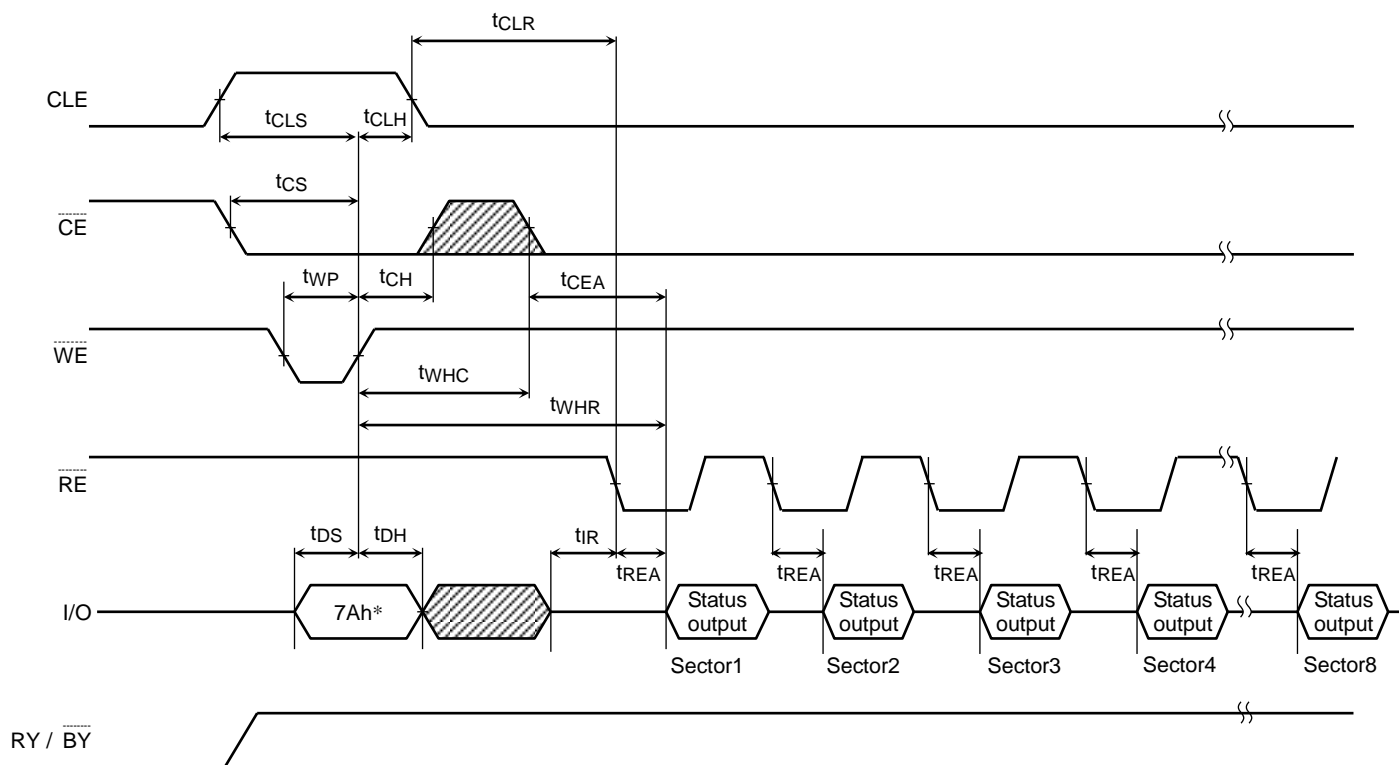 tCLR
CLE
tCLS
tCLH
tCS
CE
tWP
tCH
tCEA
WE
tWHC
tWHR
RE
tDS
tDH
tIR
tREA
tREA
tREA
tREA
tREA
I/O
7Ah*
Status output
Status output
Status output
Status output
Status output
Sector1
Sector2
Sector3
Sector4
Sector8
RY / BY